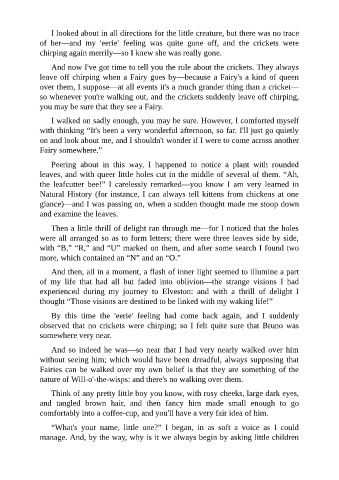 I looked about in all directions for the little creature, but there was no trace
of her—and my 'eerie' feeling was quite gone off, and the crickets were
chirping again merrily—so I knew she was really gone.
And now I've got time to tell you the rule about the crickets. They always
leave off chirping when a Fairy goes by—because a Fairy's a kind of queen
over them, I suppose—at all events it's a much grander thing than a cricket—
so whenever you're walking out, and the crickets suddenly leave off chirping,
you may be sure that they see a Fairy.
I walked on sadly enough, you may be sure. However, I comforted myself
with thinking “It's been a very wonderful afternoon, so far. I'll just go quietly
on and look about me, and I shouldn't wonder if I were to come across another
Fairy somewhere.”
Peering about in this way, I happened to notice a plant with rounded
leaves, and with queer little holes cut in the middle of several of them. “Ah,
the leafcutter bee!” I carelessly remarked—you know I am very learned in
Natural History (for instance, I can always tell kittens from chickens at one
glance)—and I was passing on, when a sudden thought made me stoop down
and examine the leaves.
Then a little thrill of delight ran through me—for I noticed that the holes
were all arranged so as to form letters; there were three leaves side by side,
with “B,” “R,” and “U” marked on them, and after some search I found two
more, which contained an “N” and an “O.”
And then, all in a moment, a flash of inner light seemed to illumine a part
of my life that had all but faded into oblivion—the strange visions I had
experienced during my journey to Elveston: and with a thrill of delight I
thought “Those visions are destined to be linked with my waking life!”
By this time the 'eerie' feeling had come back again, and I suddenly
observed that no crickets were chirping; so I felt quite sure that Bruno was
somewhere very near.
And so indeed he was—so near that I had very nearly walked over him
without seeing him; which would have been dreadful, always supposing that
Fairies can be walked over my own belief is that they are something of the
nature of Will-o'-the-wisps: and there's no walking over them.
Think of any pretty little boy you know, with rosy cheeks, large dark eyes,
and tangled brown hair, and then fancy him made small enough to go
comfortably into a coffee-cup, and you'll have a very fair idea of him.
“What's your name, little one?” I began, in as soft a voice as I could
manage. And, by the way, why is it we always begin by asking little children